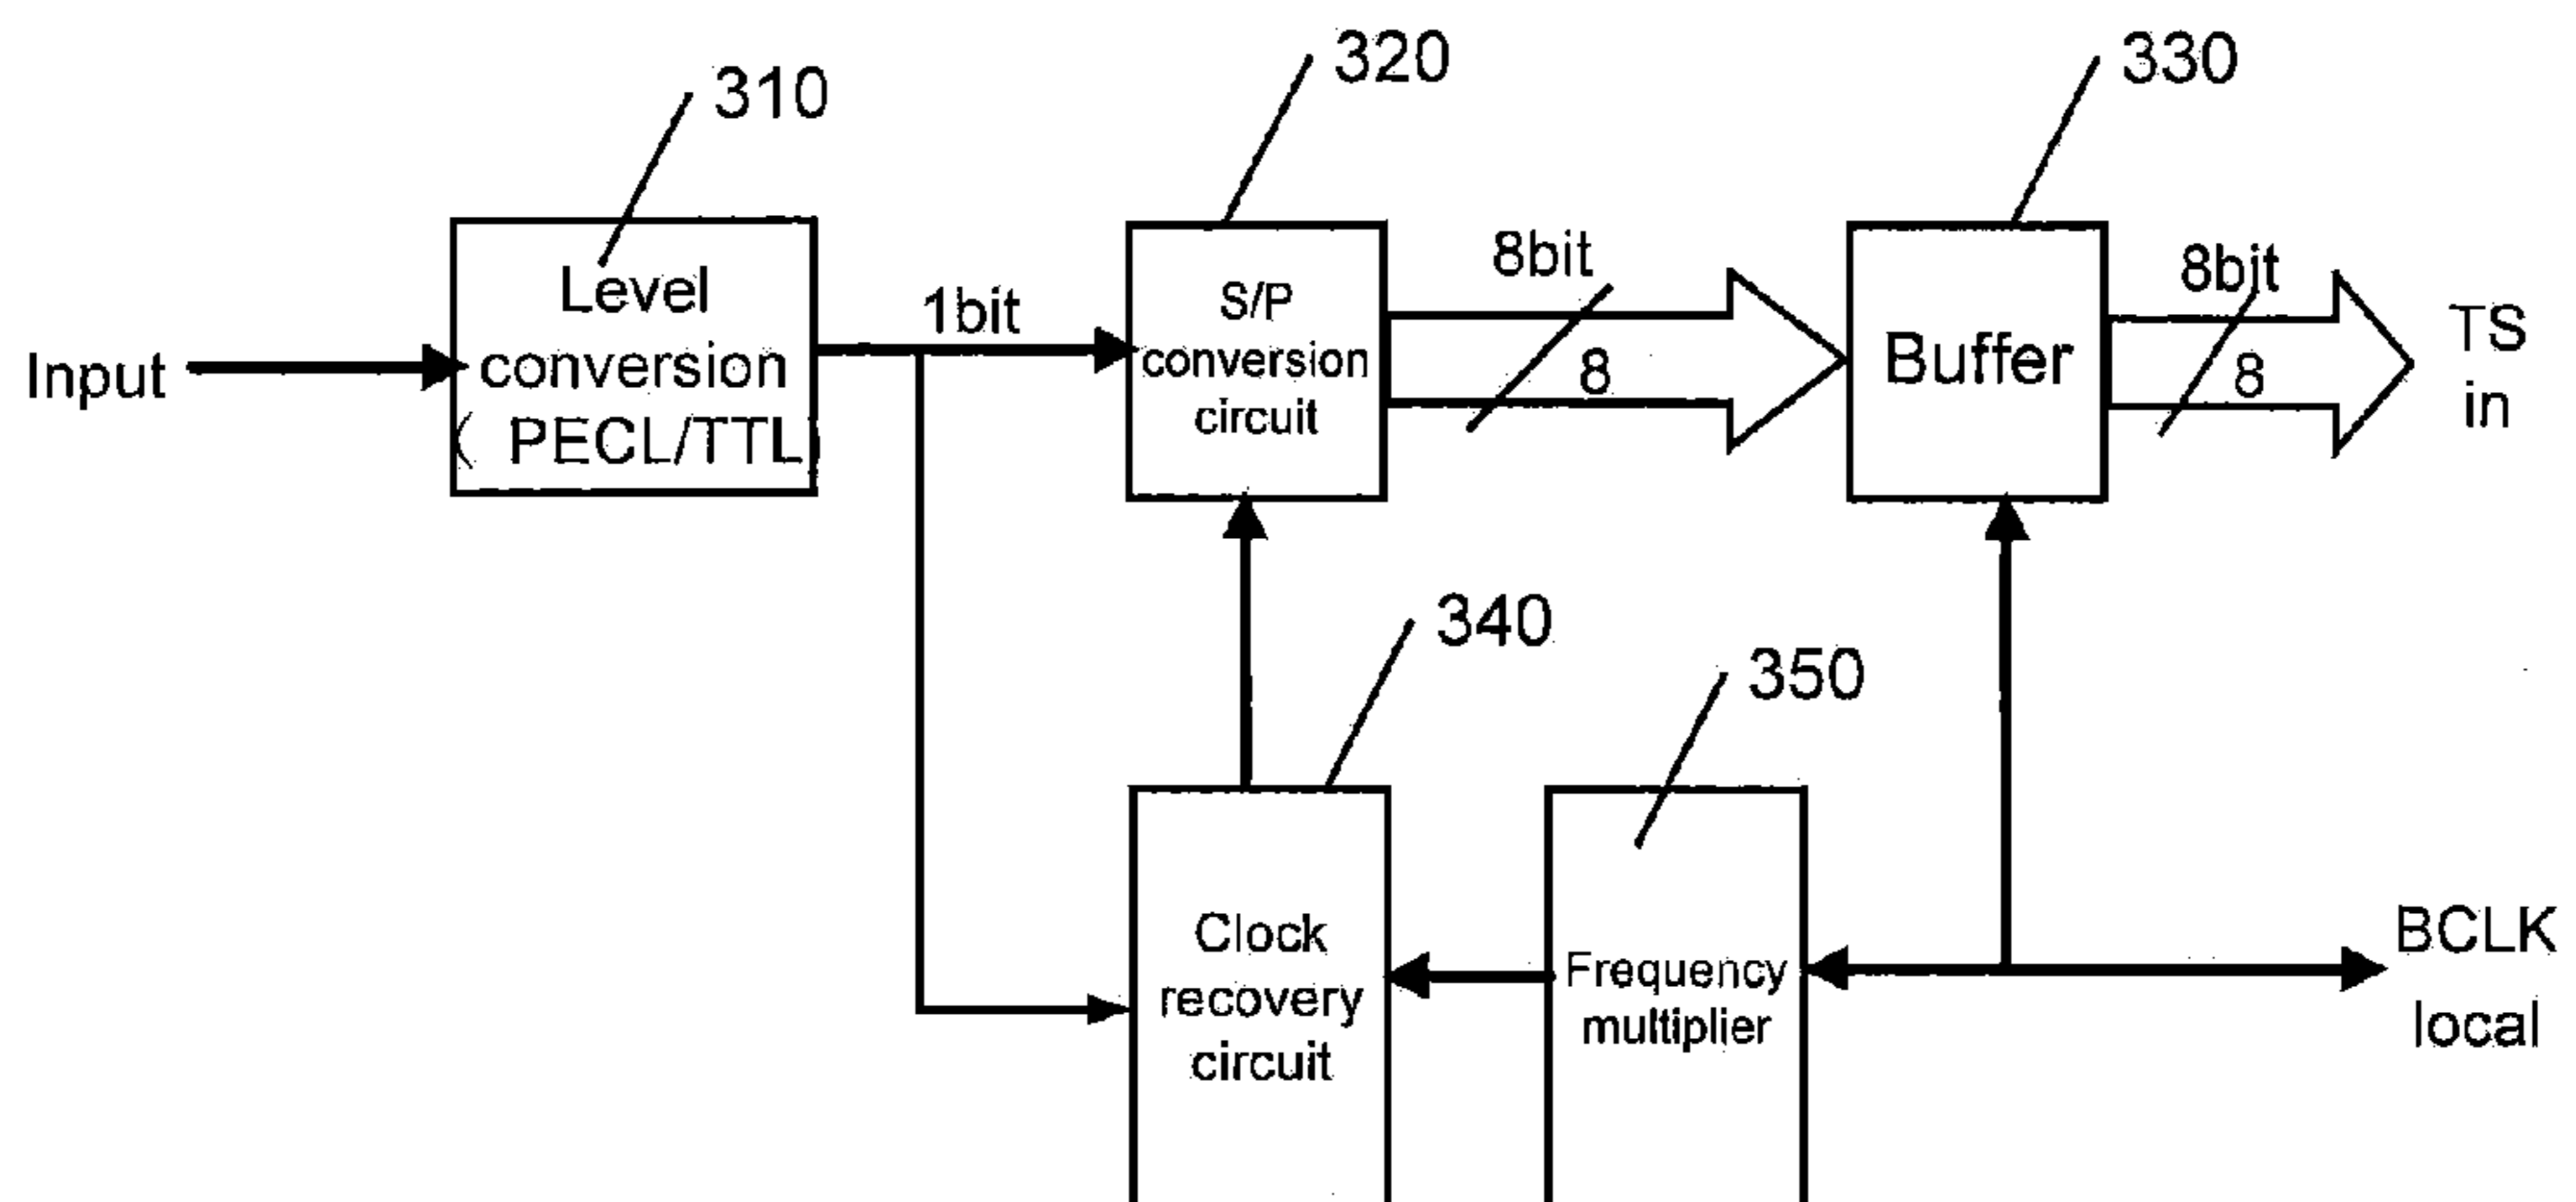 310
320
330
Input
Level
conversion
( PECL/TTL)
1bit
S/P
conversion
circuit
8bit
8
Buffer
8bit
8
TS
in
340
350
Clock
recovery
circuit
Frequency
multiplier
BCLK
local